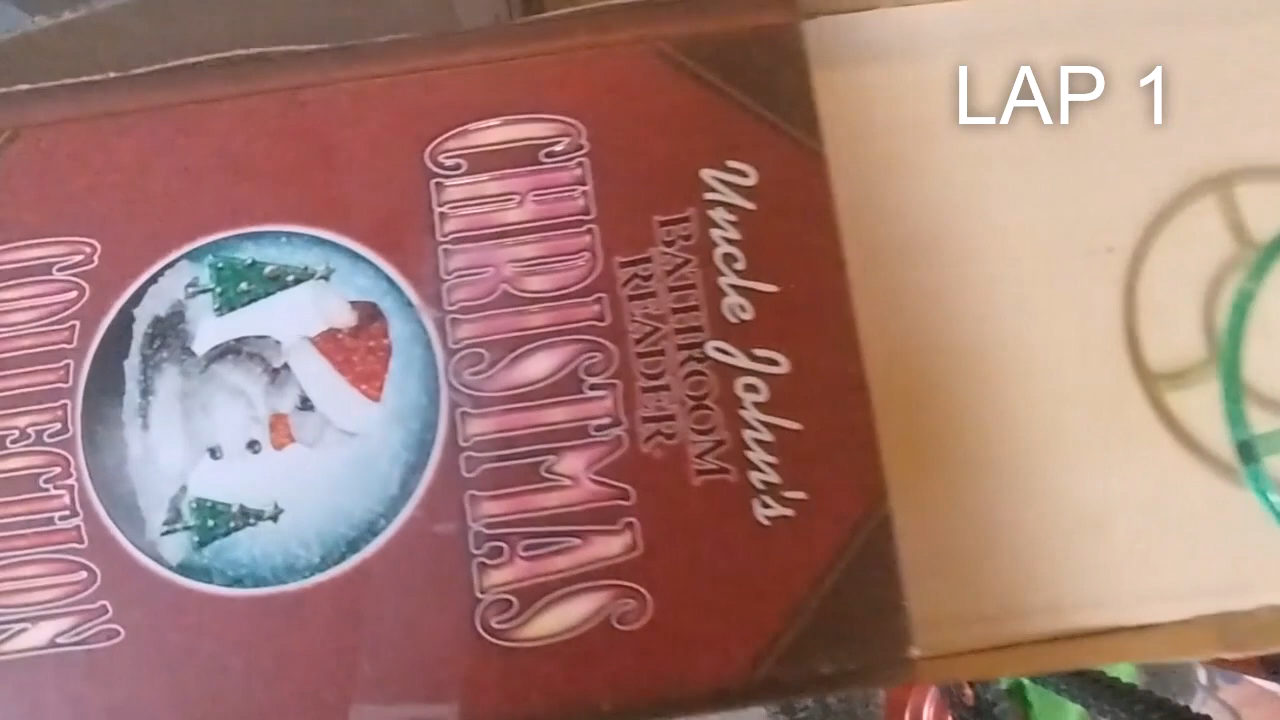 LAP 1
Uncle John's
BATHROOM
READER
CHRISTMAS
COLLECTION